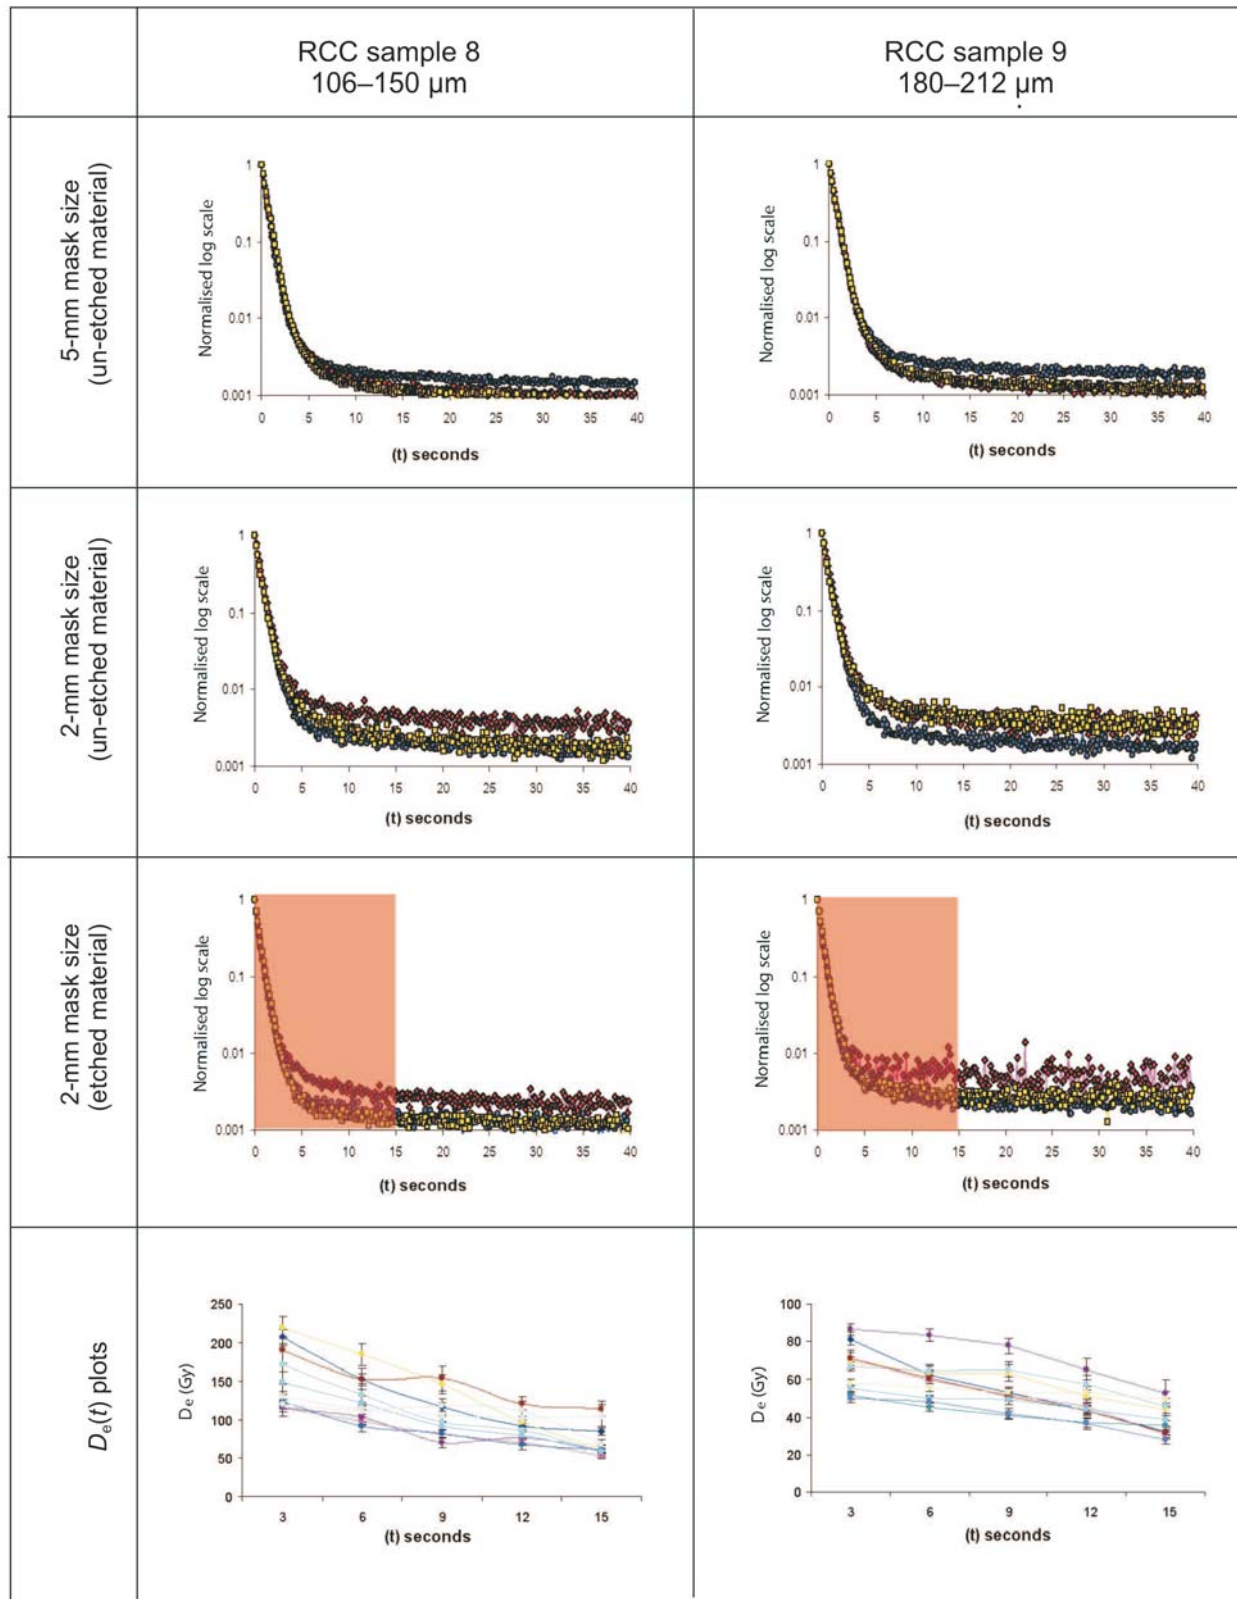 RCC sample 8
106–150 µm
RCC sample 9
180–212 µm
5-mm mask size
(un-etched material)
Normalised log scale
1
0.1
0.01
0.001
0 5 10 15 20 25 30 35 40
(t) seconds
Normalised log scale
1
0.1
0.01
0.001
0 5 10 15 20 25 30 35 40
(t) seconds
2-mm mask size
(un-etched material)
Normalised log scale
1
0.1
0.01
0.001
0 5 10 15 20 25 30 35 40
(t) seconds
Normalised log scale
1
0.1
0.01
0.001
0 5 10 15 20 25 30 35 40
(t) seconds
2-mm mask size
(etched material)
Normalised log scale
1
0.1
0.01
0.001
0 5 10 15 20 25 30 35 40
(t) seconds
Normalised log scale
1
0.1
0.01
0.001
0 5 10 15 20 25 30 35 40
(t) seconds
De(t) plots
De (Gy)
250
200
150
100
50
0
3 6 9 12 15
(t) seconds
De (Gy)
100
80
60
40
20
0
3 6 9 12 15
(t) seconds